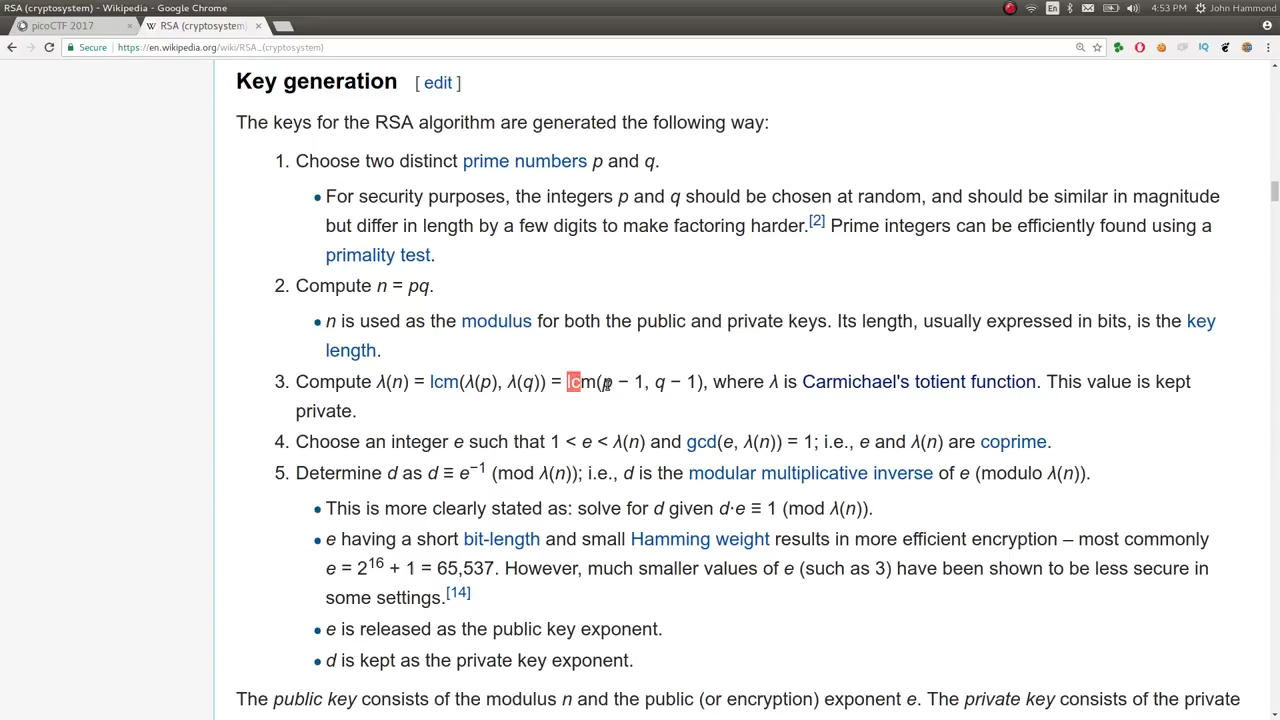 RSA (cryptosystem) - Wikipedia - Google Chrome
En
4:53 PM
John Hammond
picoCTF 2017
×
W RSA (cryptosystem)
×
Secure
https://en.wikipedia.org/wiki/RSA_(cryptosystem)
IQ
Key generation [ edit ]
The keys for the RSA algorithm are generated the following way:
1. Choose two distinct prime numbers p and q.
• For security purposes, the integers p and q should be chosen at random, and should be similar in magnitude
but differ in length by a few digits to make factoring harder.[2] Prime integers can be efficiently found using a
primality test.
2. Compute n = pq.
• n is used as the modulus for both the public and private keys. Its length, usually expressed in bits, is the key
length.
3. Compute λ(n) = lcm(λ(p), λ(q)) = lcm(p − 1, q − 1), where λ is Carmichael's totient function. This value is kept
private.
4. Choose an integer e such that 1 < e < λ(n) and gcd(e, λ(n)) = 1; i.e., e and λ(n) are coprime.
5. Determine d as d ≡ e−1 (mod λ(n)); i.e., d is the modular multiplicative inverse of e (modulo λ(n)).
• This is more clearly stated as: solve for d given d⋅e ≡ 1 (mod λ(n)).
• e having a short bit-length and small Hamming weight results in more efficient encryption – most commonly
e = 216 + 1 = 65,537. However, much smaller values of e (such as 3) have been shown to be less secure in
some settings.[14]
• e is released as the public key exponent.
• d is kept as the private key exponent.
The public key consists of the modulus n and the public (or encryption) exponent e. The private key consists of the private